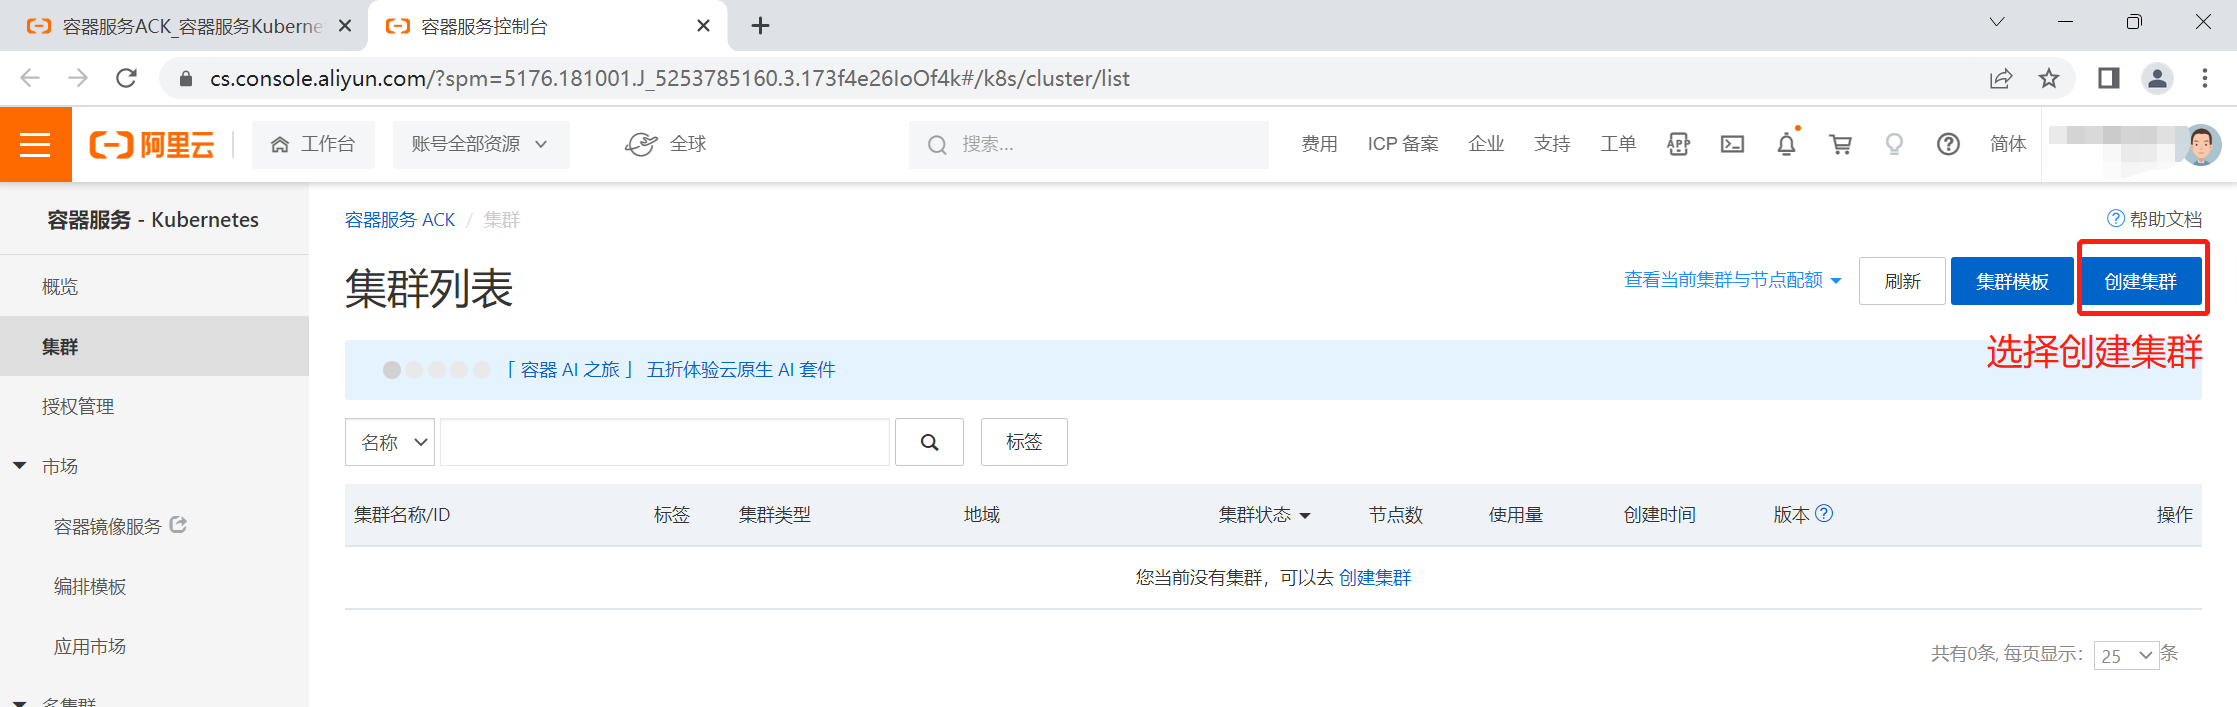 容器服务ACK_容器服务Kuberne
容器服务控制台
cs.console.aliyun.com/?spm=5176.181001.J_5253785160.3.173f4e26IoOf4k#/k8s/cluster/list
阿里云
工作台
账号全部资源
全球
搜索...
费用
ICP 备案
企业
支持
工单
APP
简体
容器服务 - Kubernetes
概览
集群
授权管理
市场
容器镜像服务
编排模板
应用市场
多集群
容器服务 ACK / 集群
帮助文档
集群列表
查看当前集群与节点配额
刷新
集群模板
创建集群
选择创建集群
「 容器 AI 之旅 」 五折体验云原生 AI 套件
名称
标签
集群名称/ID 标签 集群类型 地域 集群状态 节点数 使用量 创建时间 版本 操作
您当前没有集群，可以去 创建集群
共有0条, 每页显示: 25 条